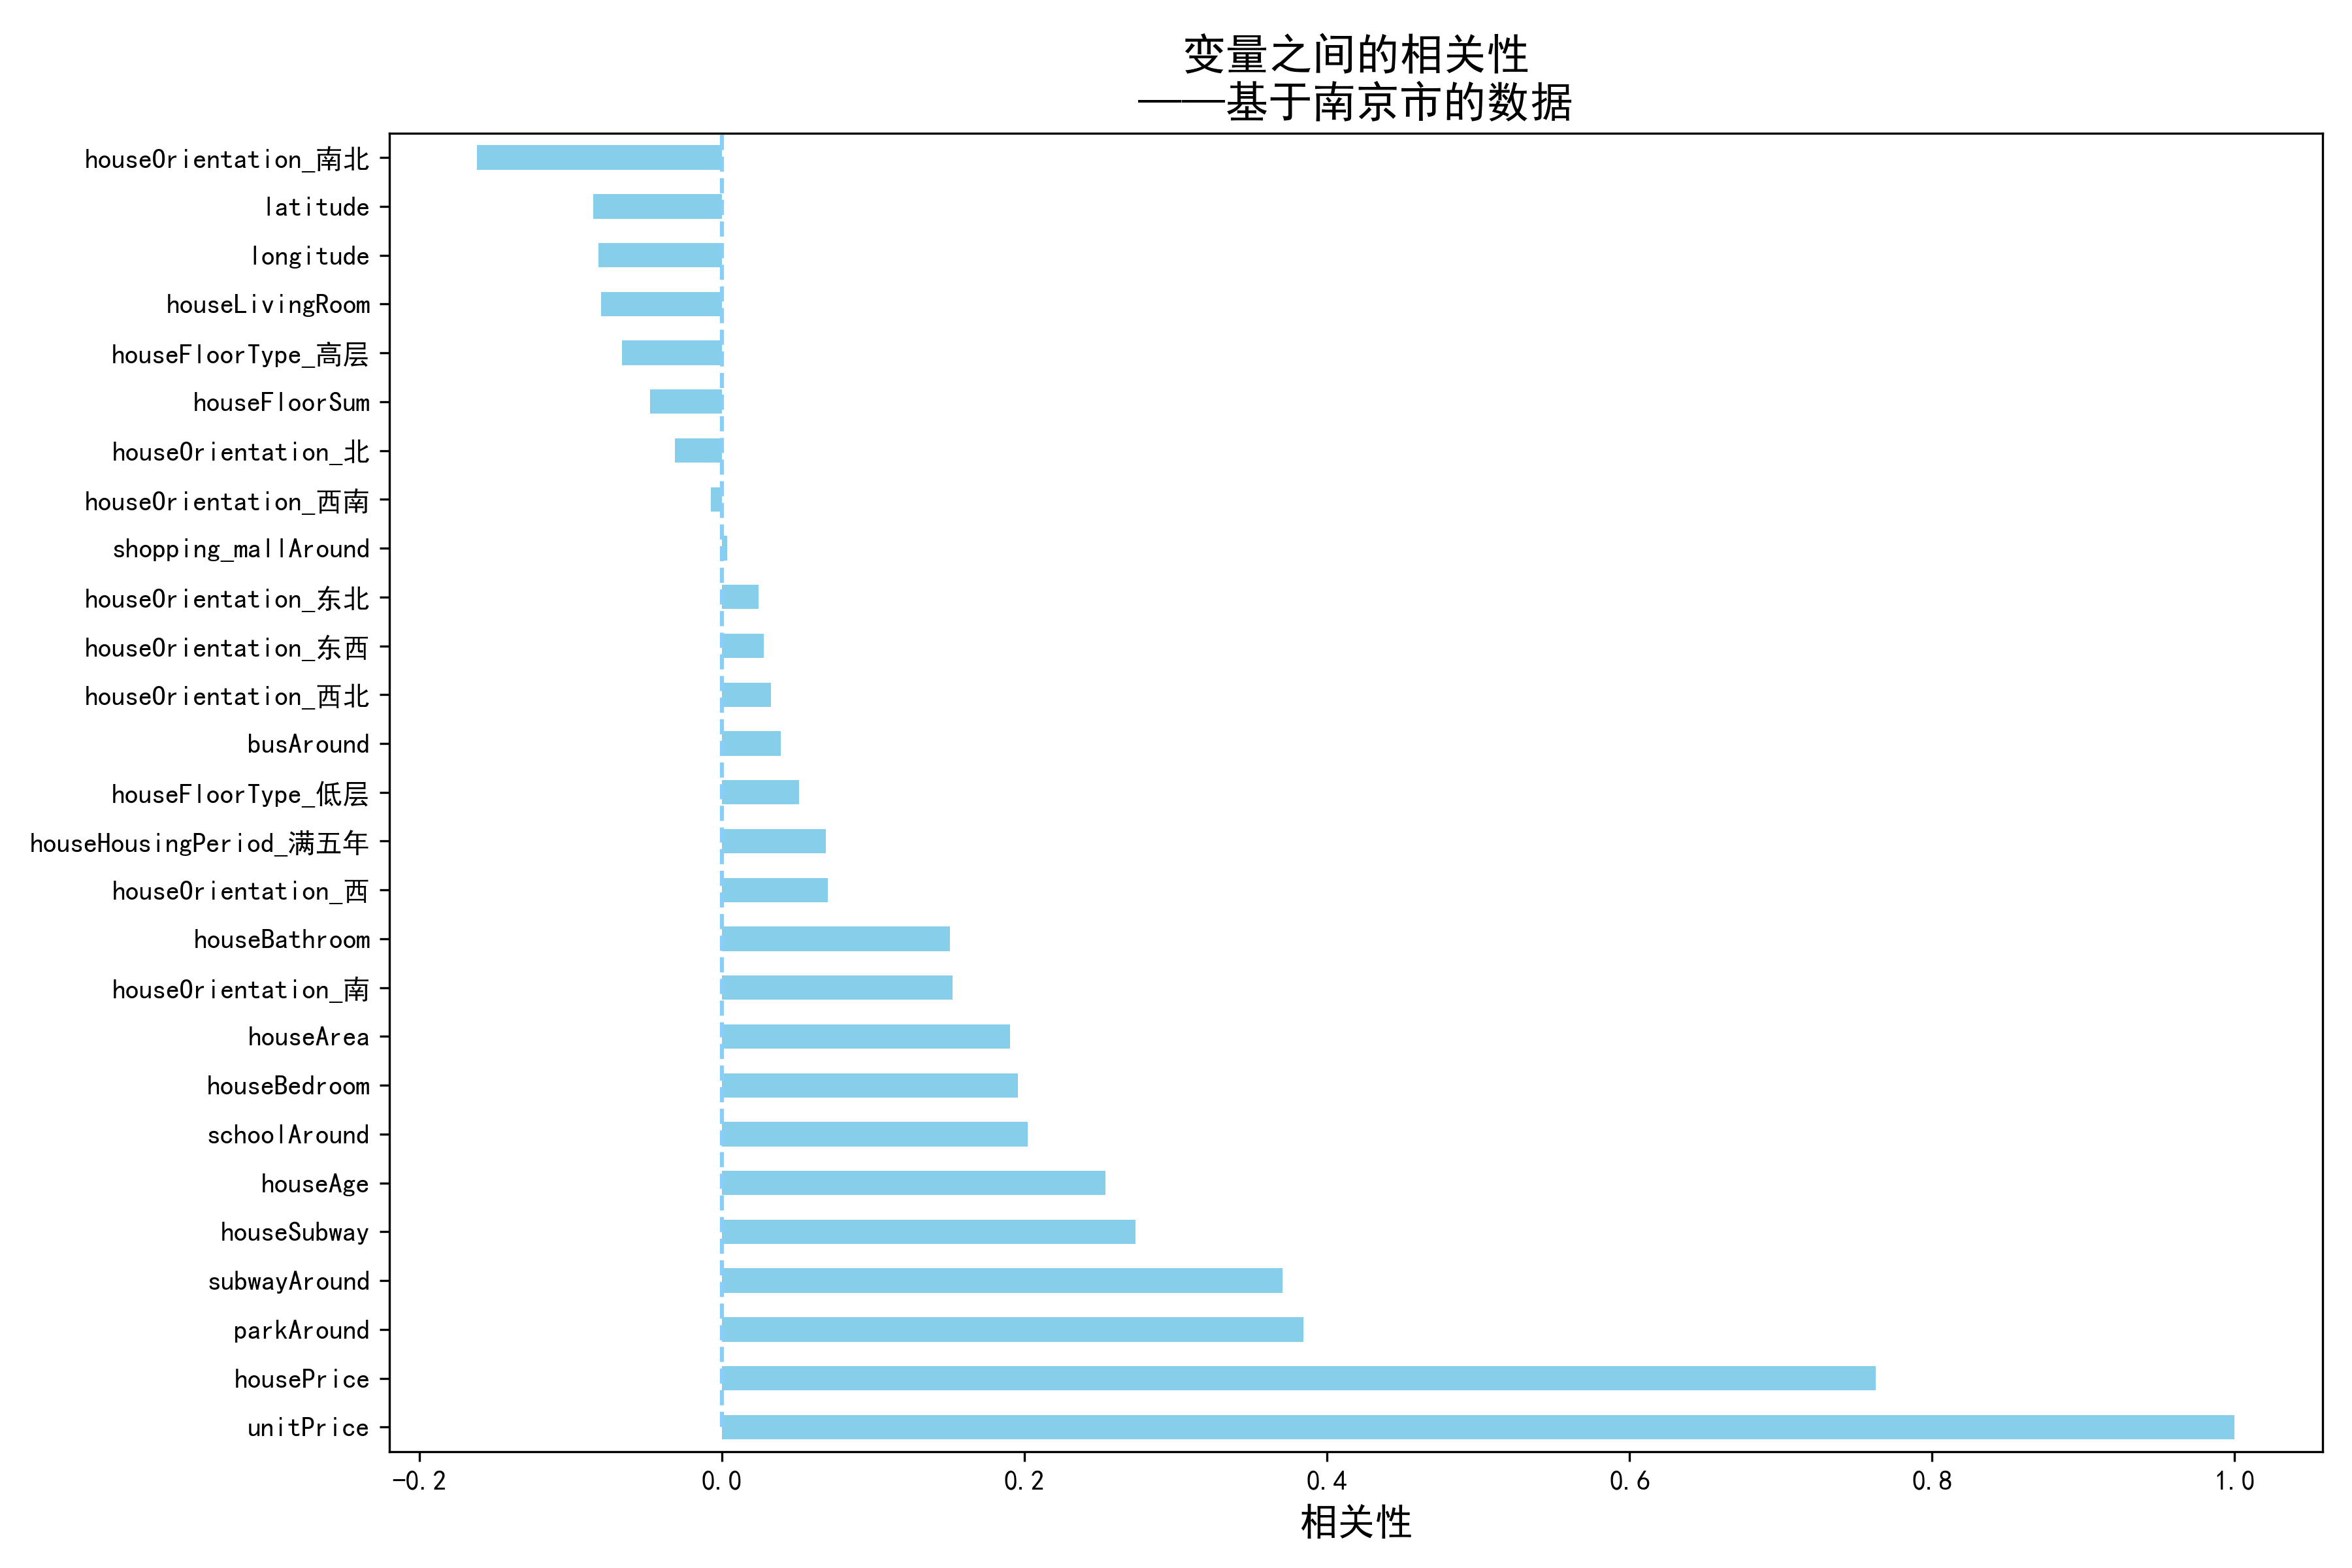 变量之间的相关性
——基于南京市的数据
houseOrientation_南北
latitude
longitude
houseLivingRoom
houseFloorType_高层
houseFloorSum
houseOrientation_北
houseOrientation_西南
shopping_mallAround
houseOrientation_东北
houseOrientation_东西
houseOrientation_西北
busAround
houseFloorType_低层
houseHousingPeriod_满五年
houseOrientation_西
houseBathroom
houseOrientation_南
houseArea
houseBedroom
schoolAround
houseAge
houseSubway
subwayAround
parkAround
housePrice
unitPrice
-0.2 0.0 0.2 0.4 0.6 0.8 1.0
相关性